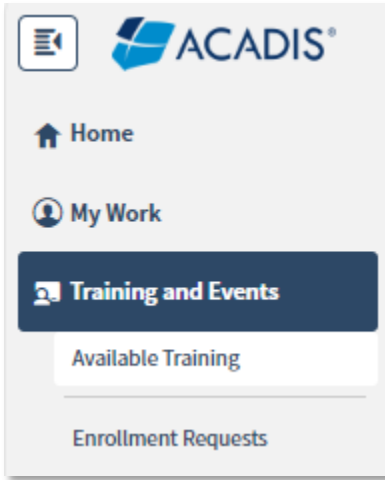 ACADIS®
Home
My Work
Training and Events
Available Training
Enrollment Requests